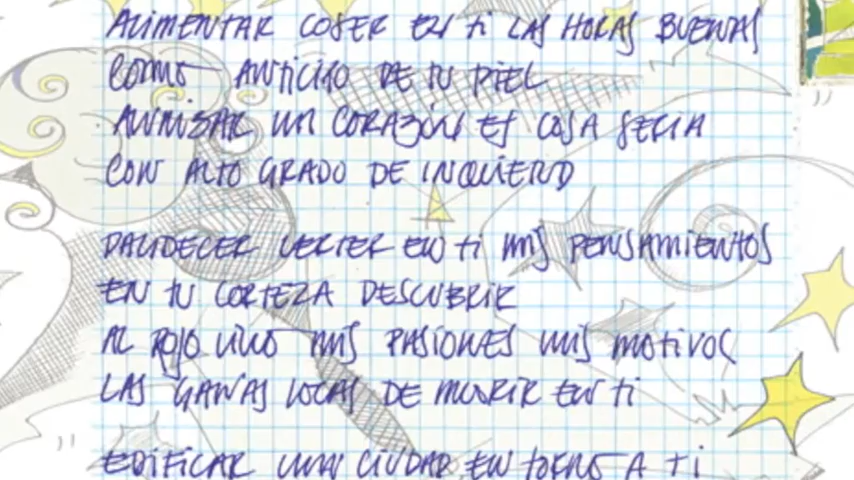 ALIMENTAR COSER EN TI LAS HORAS BUENAS
COMO ANTICIPO DE TU PIEL
AVANZAR UN CORAZÓN ES COSA SERIA
CON ALTO GRADO DE INQUIETUD
PALIDECER VERTER EN TI MIS PENSAMIENTOS
EN TU CORTEZA DESCUBRIR
AL ROJO VIVO MIS PASIONES MIS MOTIVOS
LAS GANAS LOCAS DE MORIR EN TI
EDIFICAR UNA CIUDAD EN TORNO A TI